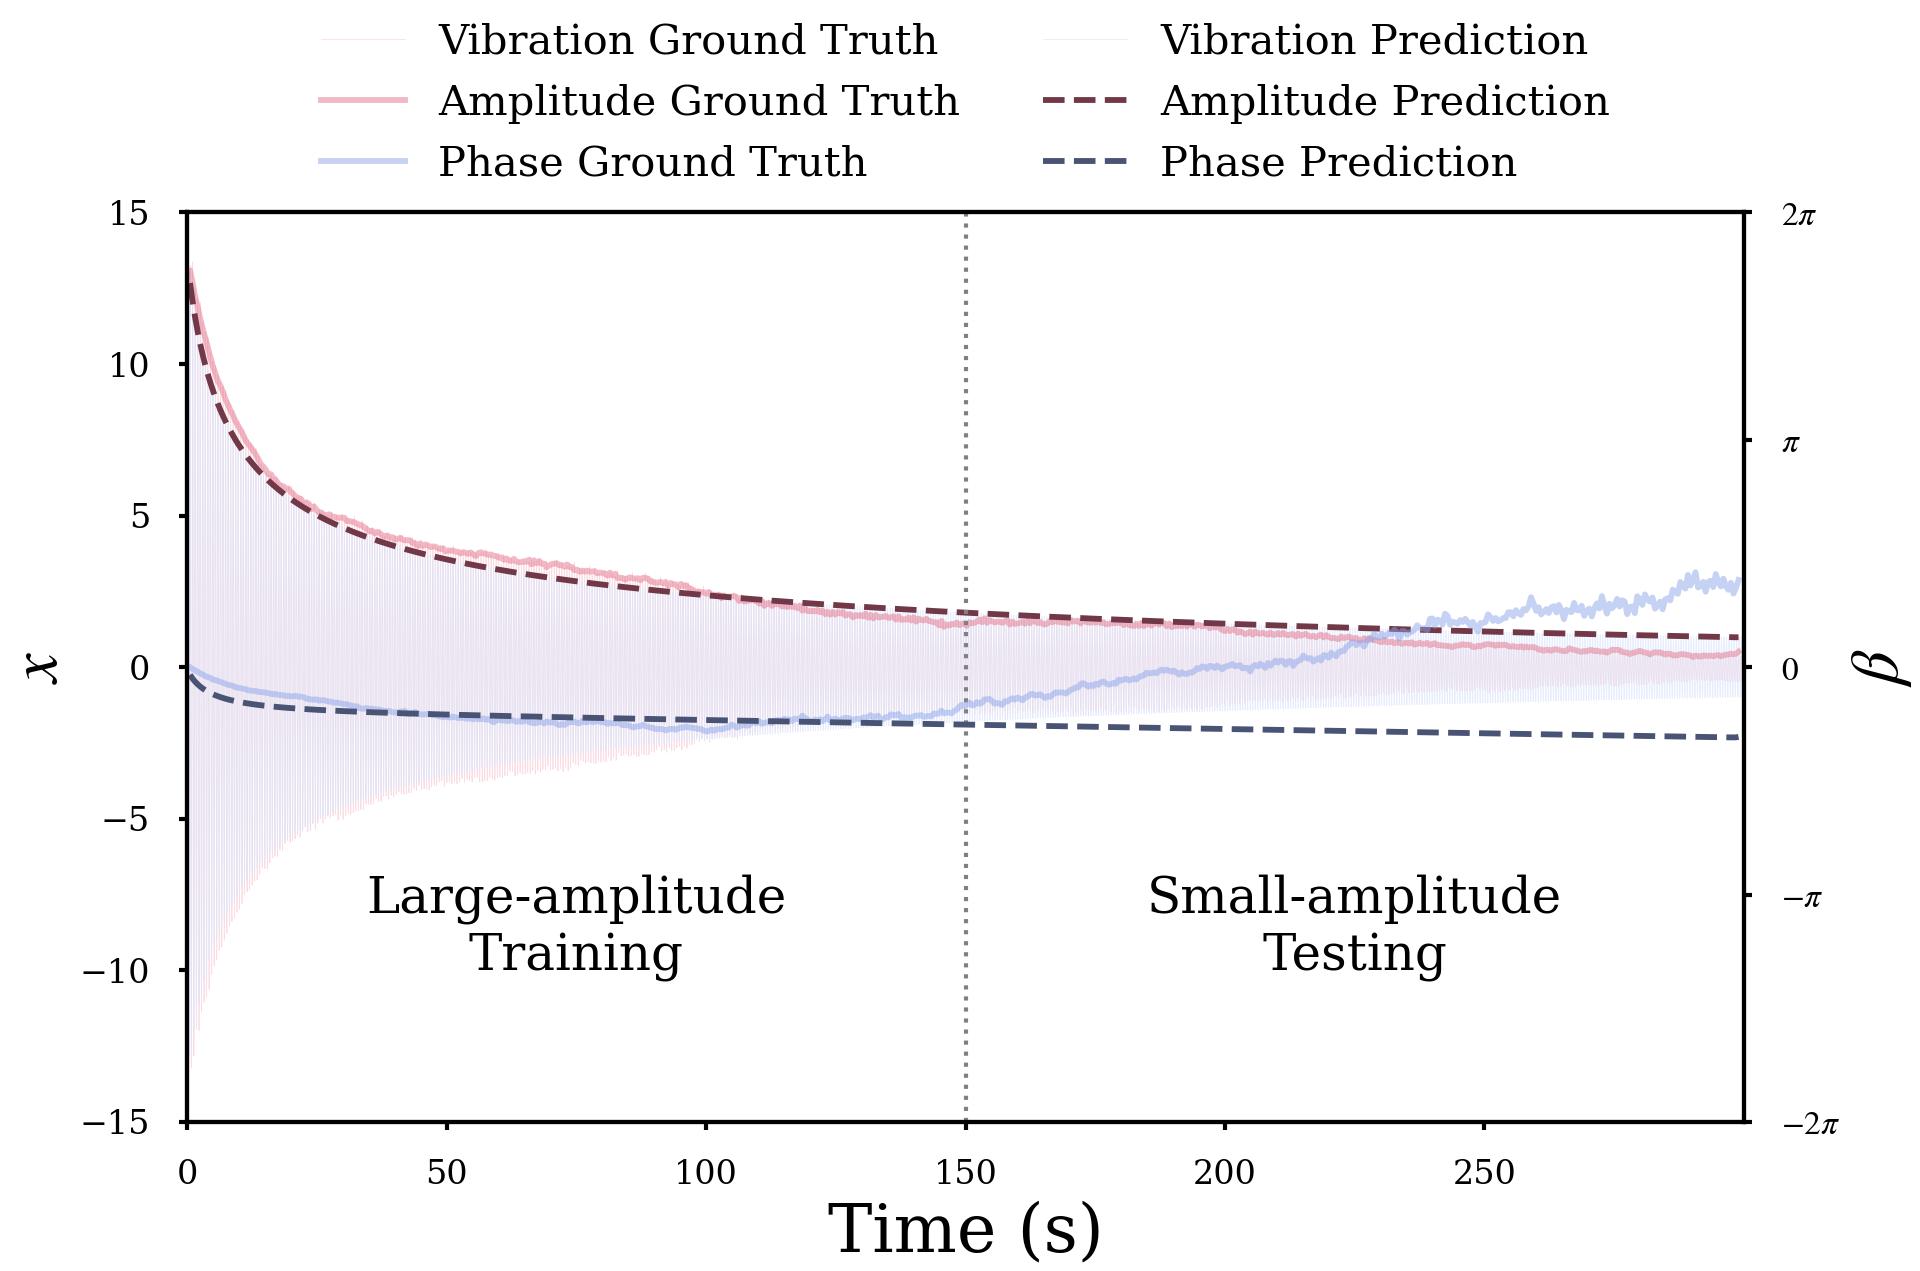 Vibration Ground Truth
Amplitude Ground Truth
Phase Ground Truth
Vibration Prediction
Amplitude Prediction
Phase Prediction
15
10
5
0
−5
−10
−15
x
2π
π
0
−π
−2π
β
Large-amplitude
Training
Small-amplitude
Testing
0
50
100
150
200
250
Time (s)